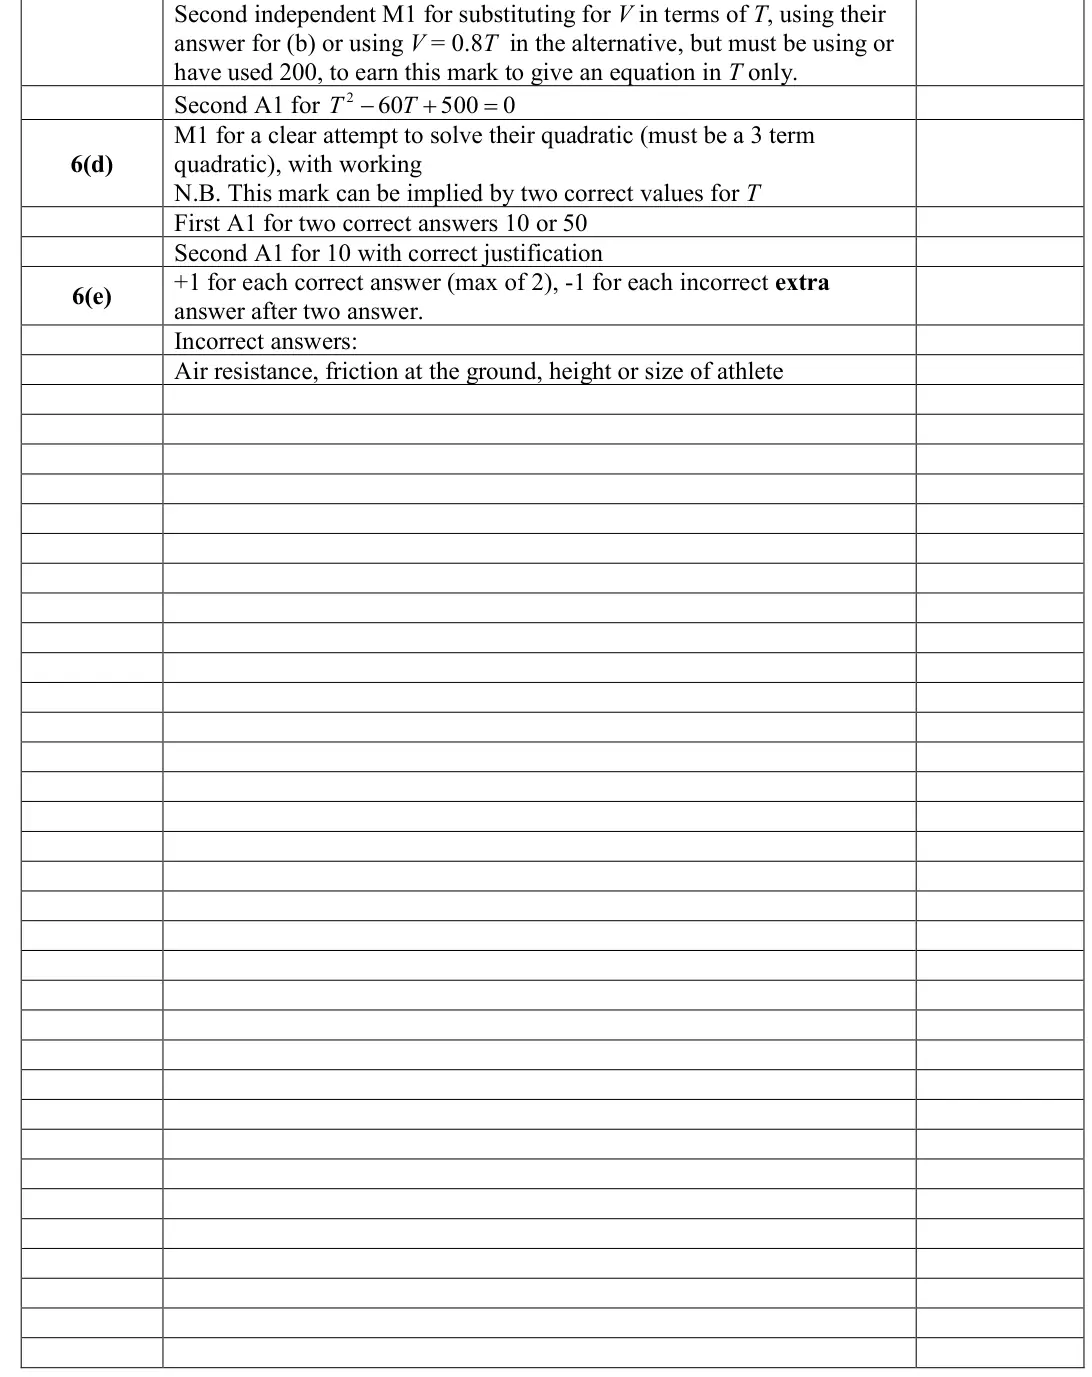 Second independent M1 for substituting for V in terms of T, using their
answer for (b) or using V = 0.8T in the alternative, but must be using or
have used 200, to earn this mark to give an equation in T only.
Second A1 for T² − 60T + 500 = 0
6(d)
M1 for a clear attempt to solve their quadratic (must be a 3 term
quadratic), with working
N.B. This mark can be implied by two correct values for T
First A1 for two correct answers 10 or 50
Second A1 for 10 with correct justification
6(e)
+1 for each correct answer (max of 2), -1 for each incorrect extra
answer after two answer.
Incorrect answers:
Air resistance, friction at the ground, height or size of athlete